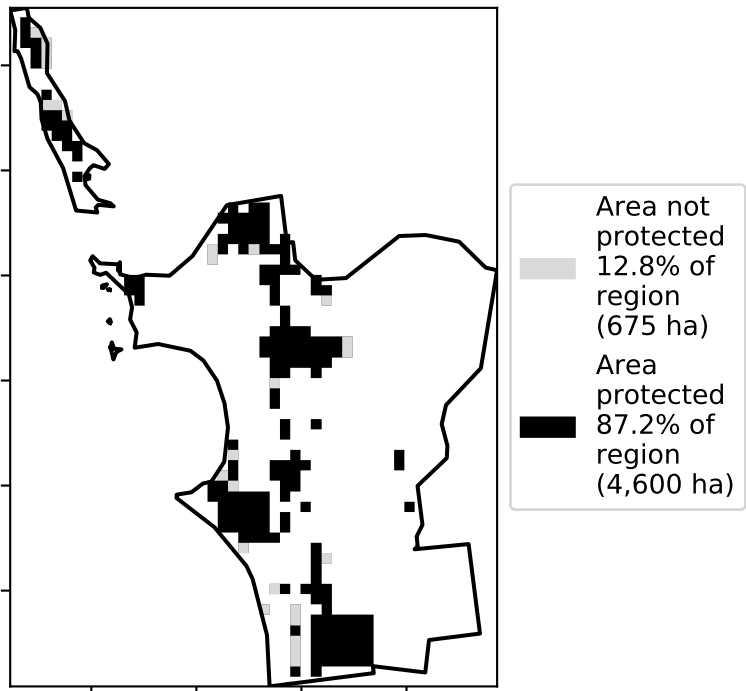 Area not
protected
12.8% of
region
(675 ha)
Area
protected
87.2% of
region
(4,600 ha)